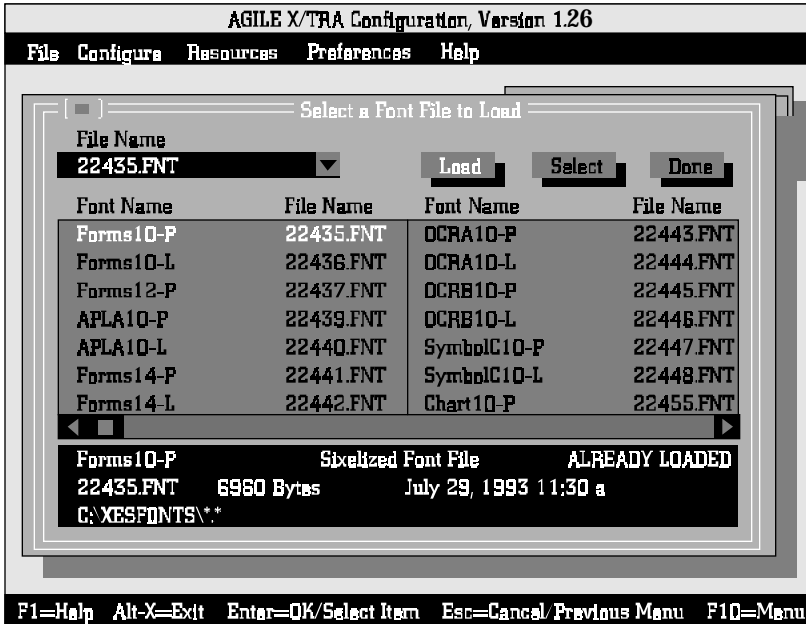 AGILE X/TRA Configuration, Version 1.26
File Configure Resources Preferences Help
Select a Font File to Load
File Name
22435.FNT Load Select Done
Font Name File Name Font Name File Name
Forms10-P 22435.FNT OCRA10-P 22443.FNT
Forms10-L 22436.FNT OCRA10-L 22444.FNT
Forms12-P 22437.FNT OCRB10-P 22445.FNT
APLA10-P 22439.FNT OCRB10-L 22446.FNT
APLA10-L 22440.FNT SymbolC10-P 22447.FNT
Forms14-P 22441.FNT SymbolC10-L 22448.FNT
Forms14-L 22442.FNT Chart10-P 22455.FNT
Forms10-P Sixelized Font File ALREADY LOADED
22435.FNT 6960 Bytes July 29, 1993 11:30 a
C:\XESFONTS\*.*
F1=Help Alt-X=Exit Enter=OK/Select Item Esc=Cancel/Previous Menu F10=Menu